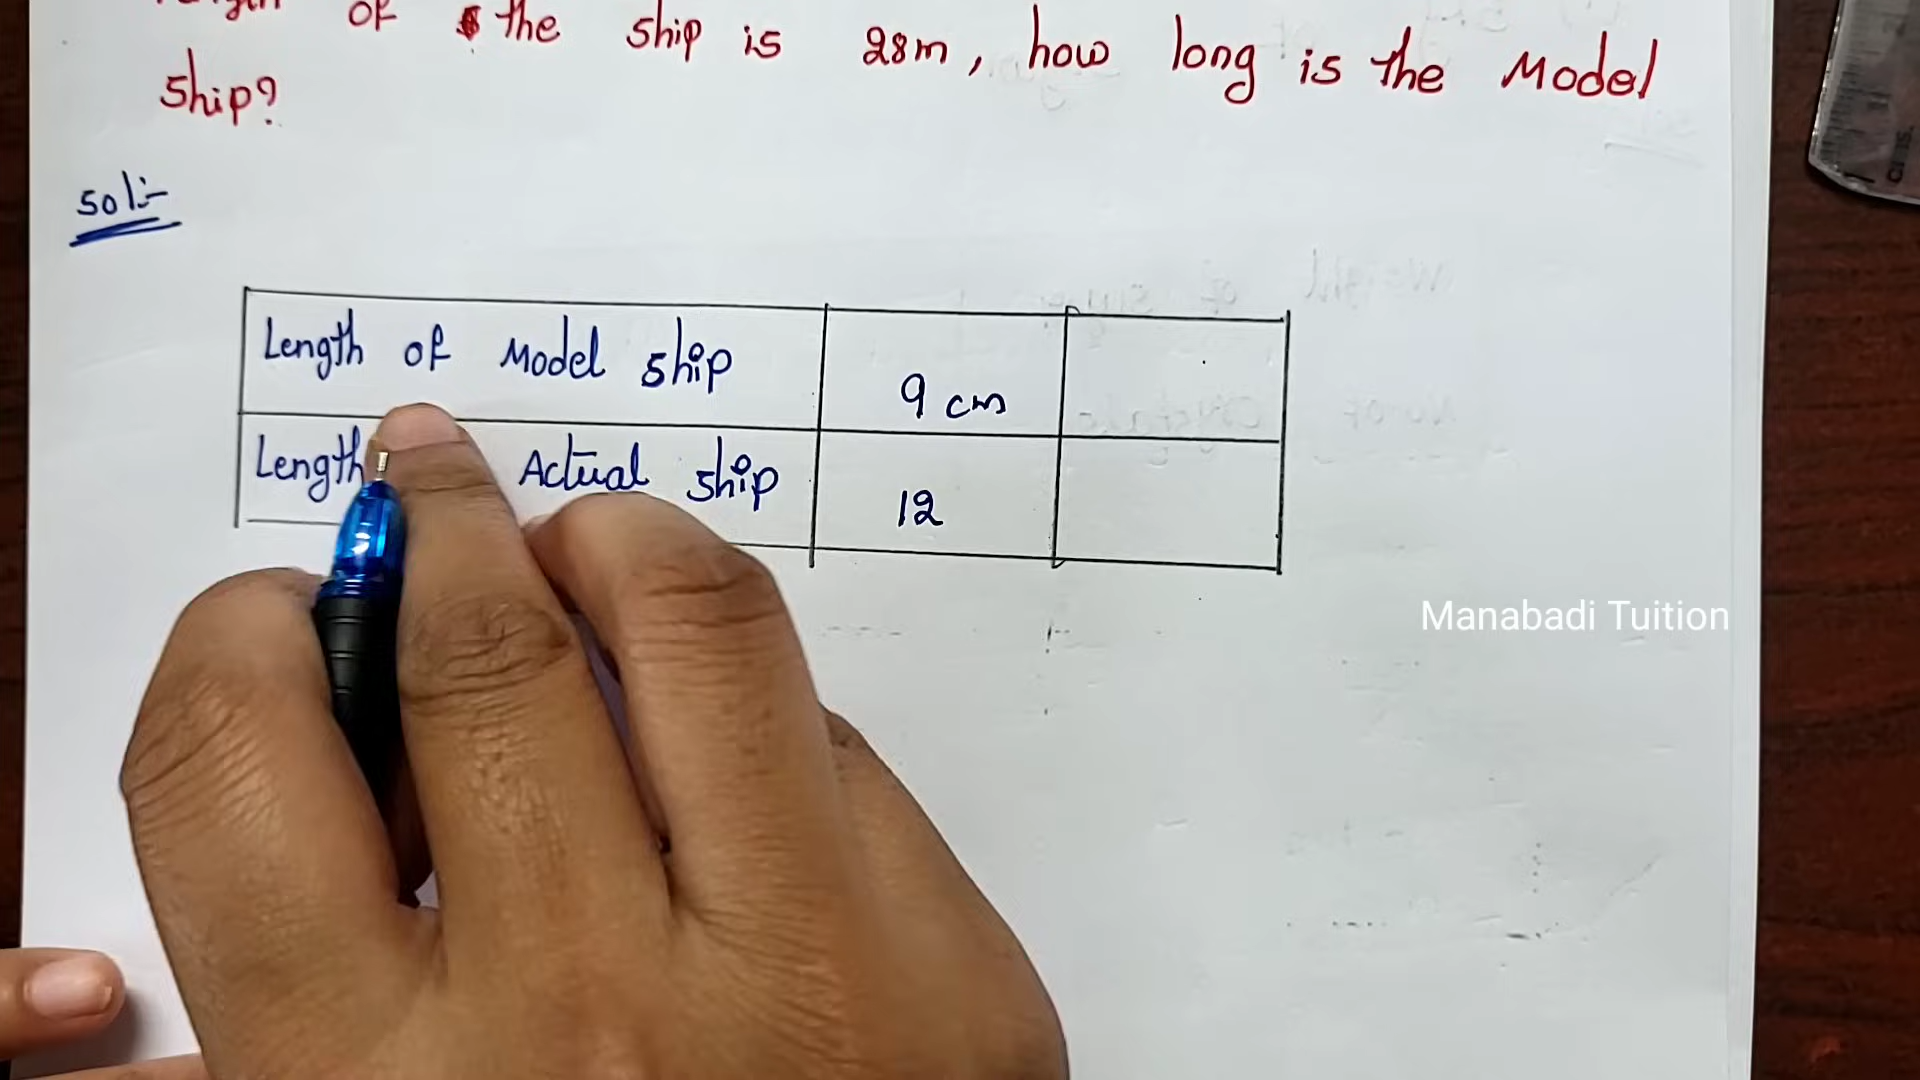 length of the ship is 28m, how long is the Model
ship?
Sol:-
Length of Model ship 9 cm
Length Actual ship 12
Manabadi Tuition